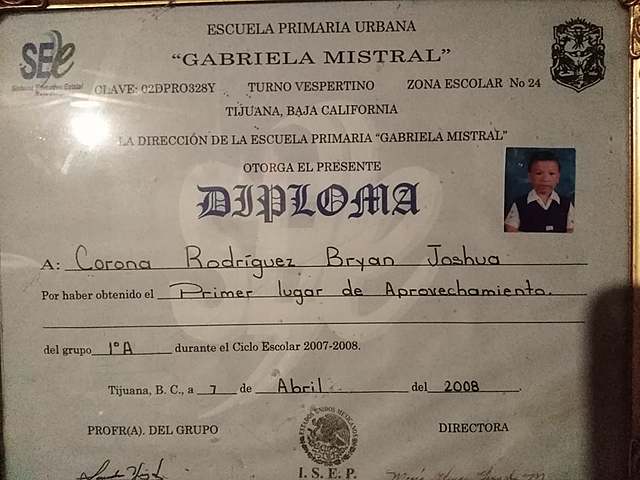 ESCUELA PRIMARIA URBANA
"GABRIELA MISTRAL"
SEE
CLAVE: 02DPRO328Y TURNO VESPERTINO ZONA ESCOLAR No 24
TIJUANA, BAJA CALIFORNIA
LA DIRECCIÓN DE LA ESCUELA PRIMARIA "GABRIELA MISTRAL"
OTORGA EL PRESENTE
DIPLOMA
A: Corona Rodríguez Bryan Joshua
Por haber obtenido el Primer lugar de Aprovechamiento.
del grupo 1°A durante el Ciclo Escolar 2007-2008.
Tijuana, B. C., a 7 de Abril del 2008.
PROFR(A). DEL GRUPO DIRECTORA
ESTADOS UNIDOS MEXICANOS
I. S. E. P.